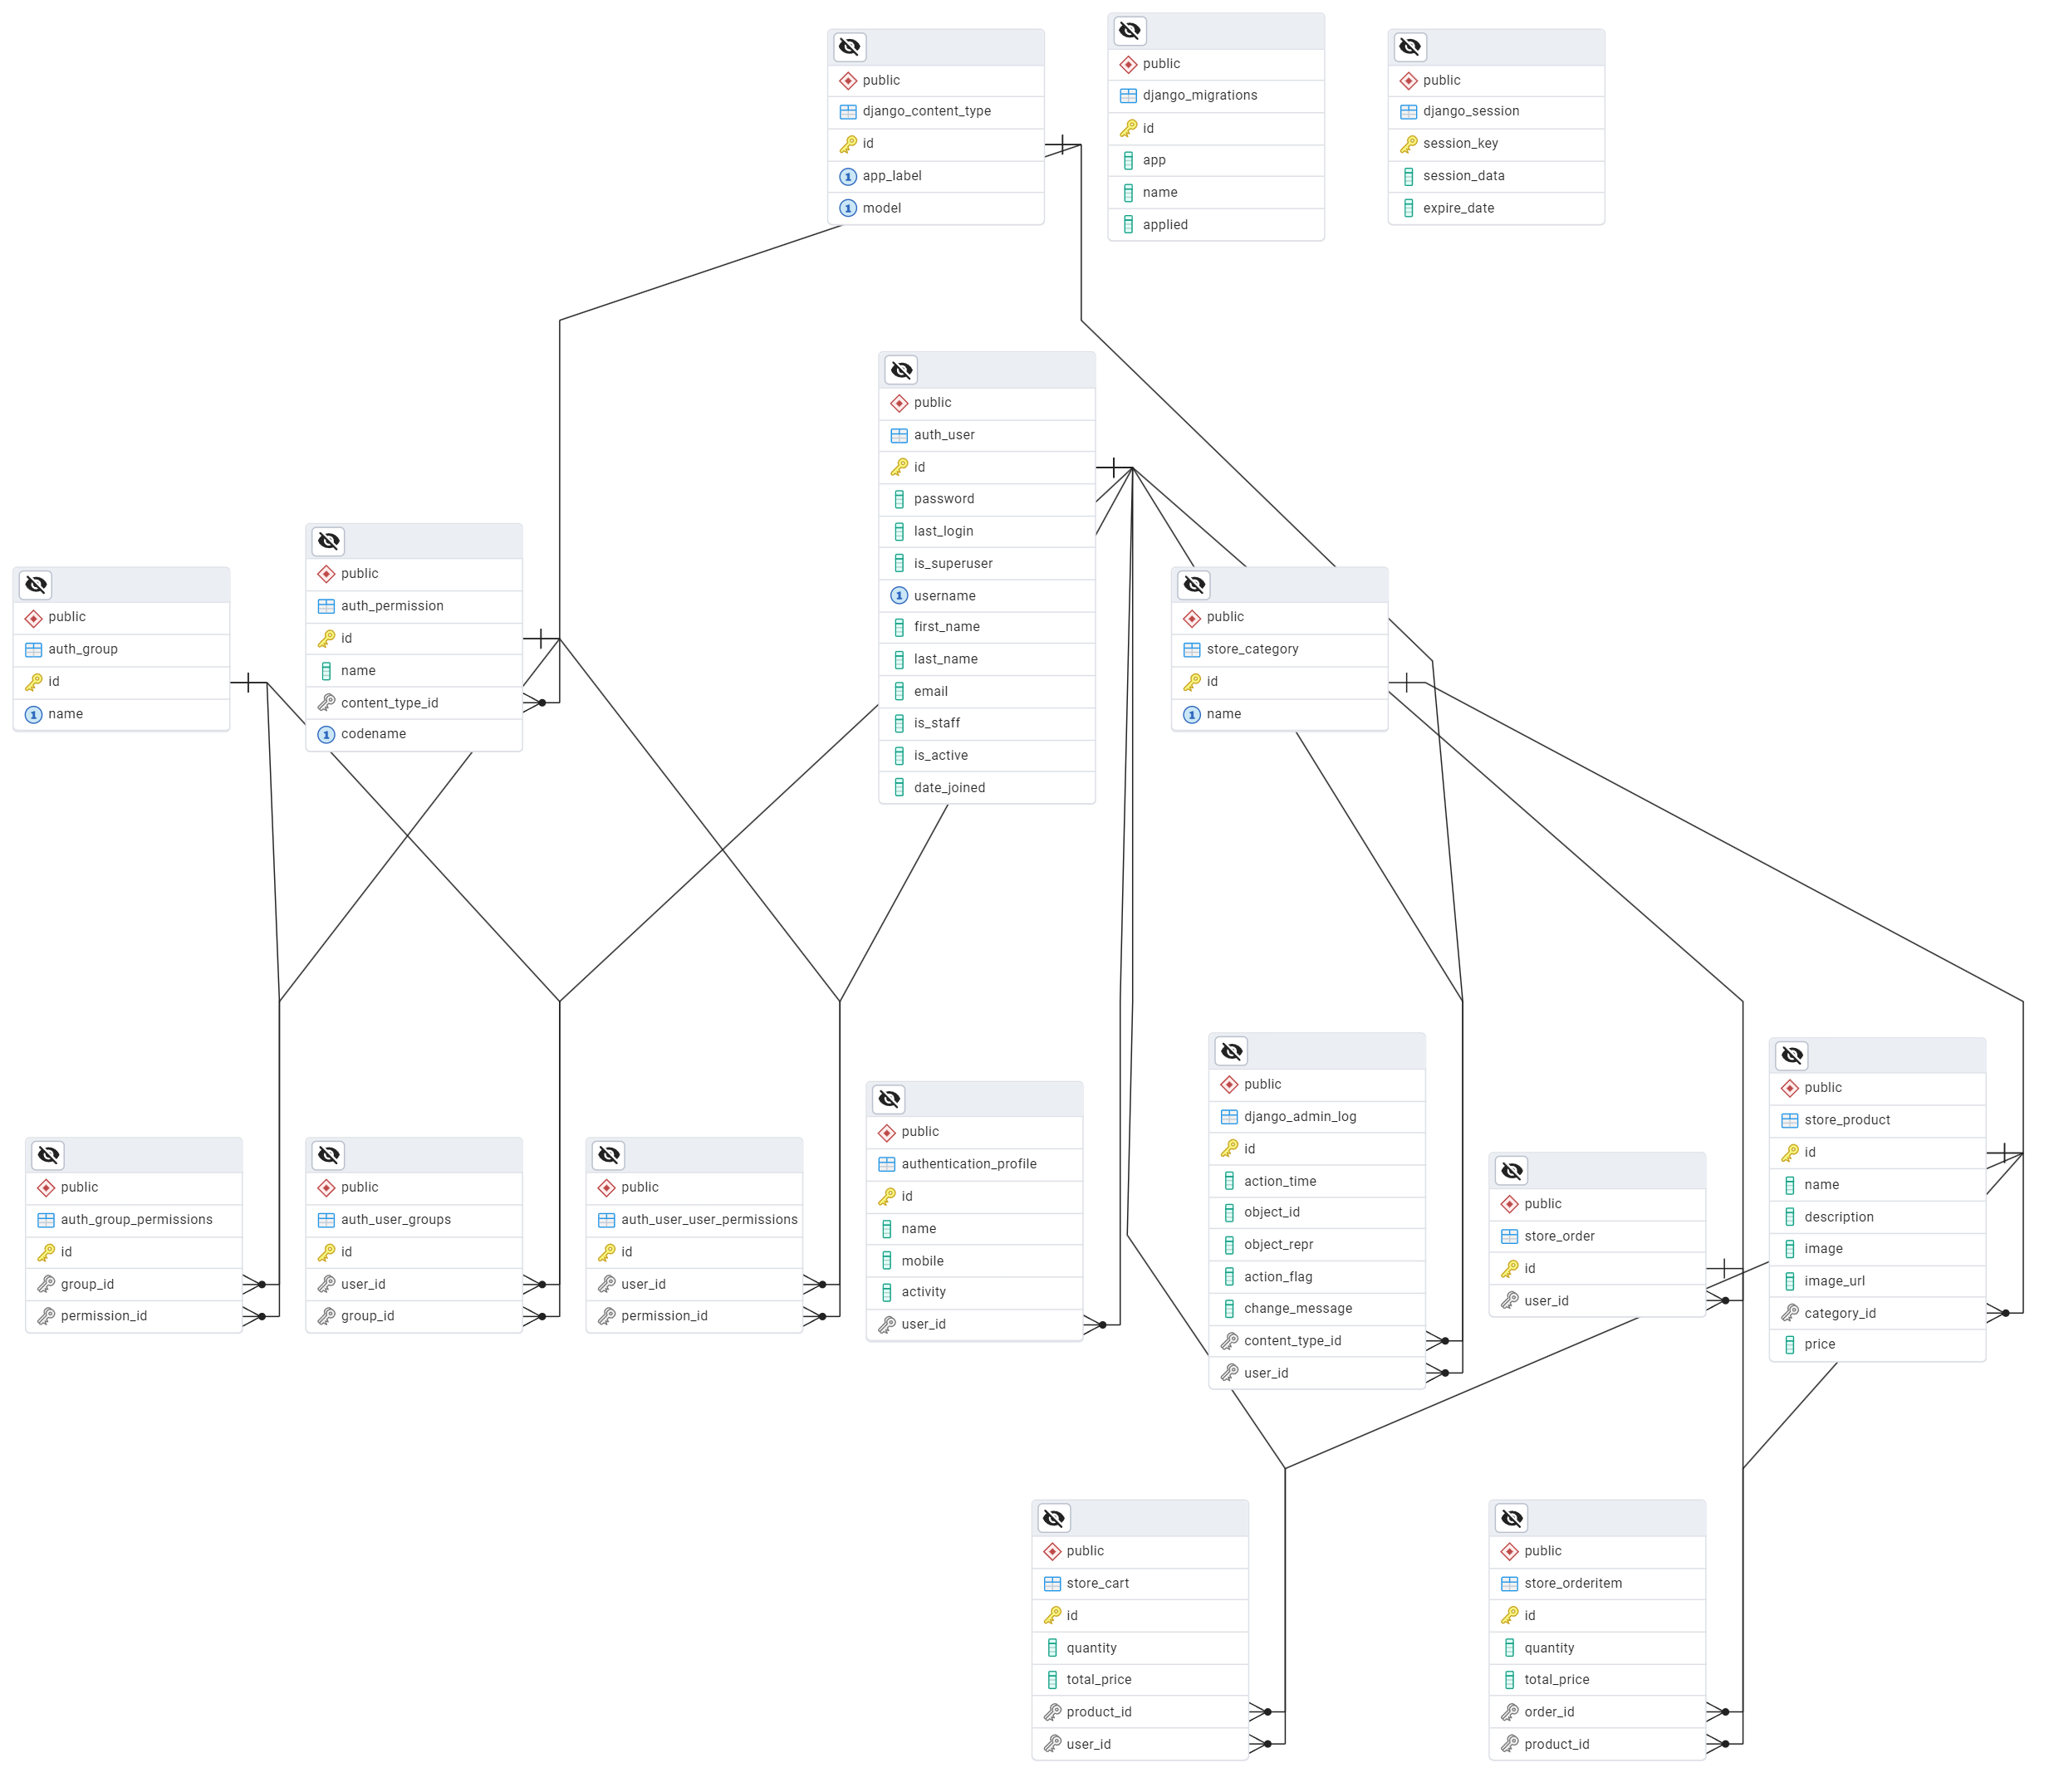 public
django_content_type
id
app_label
1 model
public
django_migrations
id
app
name
applied
public
django_session
session_key
session_data
expire_date
public
auth_user
id
password
last_login
is_superuser
1 username
first_name
last_name
email
is_staff
is_active
date_joined
public
auth_group
id
1 name
public
auth_permission
id
name
content_type_id
1 codename
public
store_category
id
1 name
public
auth_group_permissions
id
group_id
permission_id
public
auth_user_groups
id
user_id
group_id
public
auth_user_user_permissions
id
user_id
permission_id
public
authentication_profile
id
name
mobile
activity
user_id
public
django_admin_log
id
action_time
object_id
object_repr
action_flag
change_message
content_type_id
user_id
public
store_order
id
user_id
public
store_product
id
name
description
image
image_url
category_id
price
public
store_cart
id
quantity
total_price
product_id
user_id
public
store_orderitem
id
quantity
total_price
order_id
product_id